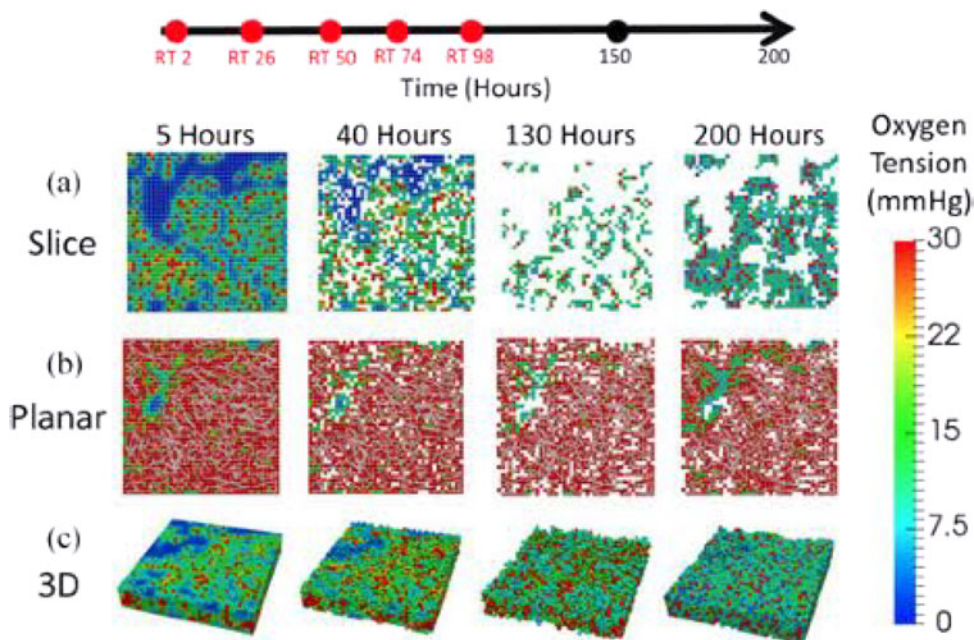 RT 2 RT 26 RT 50 RT 74 RT 98 150 200
Time (Hours)
5 Hours 40 Hours 130 Hours 200 Hours
Oxygen
Tension
(mmHg)
(a)
Slice
(b)
Planar
(c)
3D
30
22
15
7.5
0